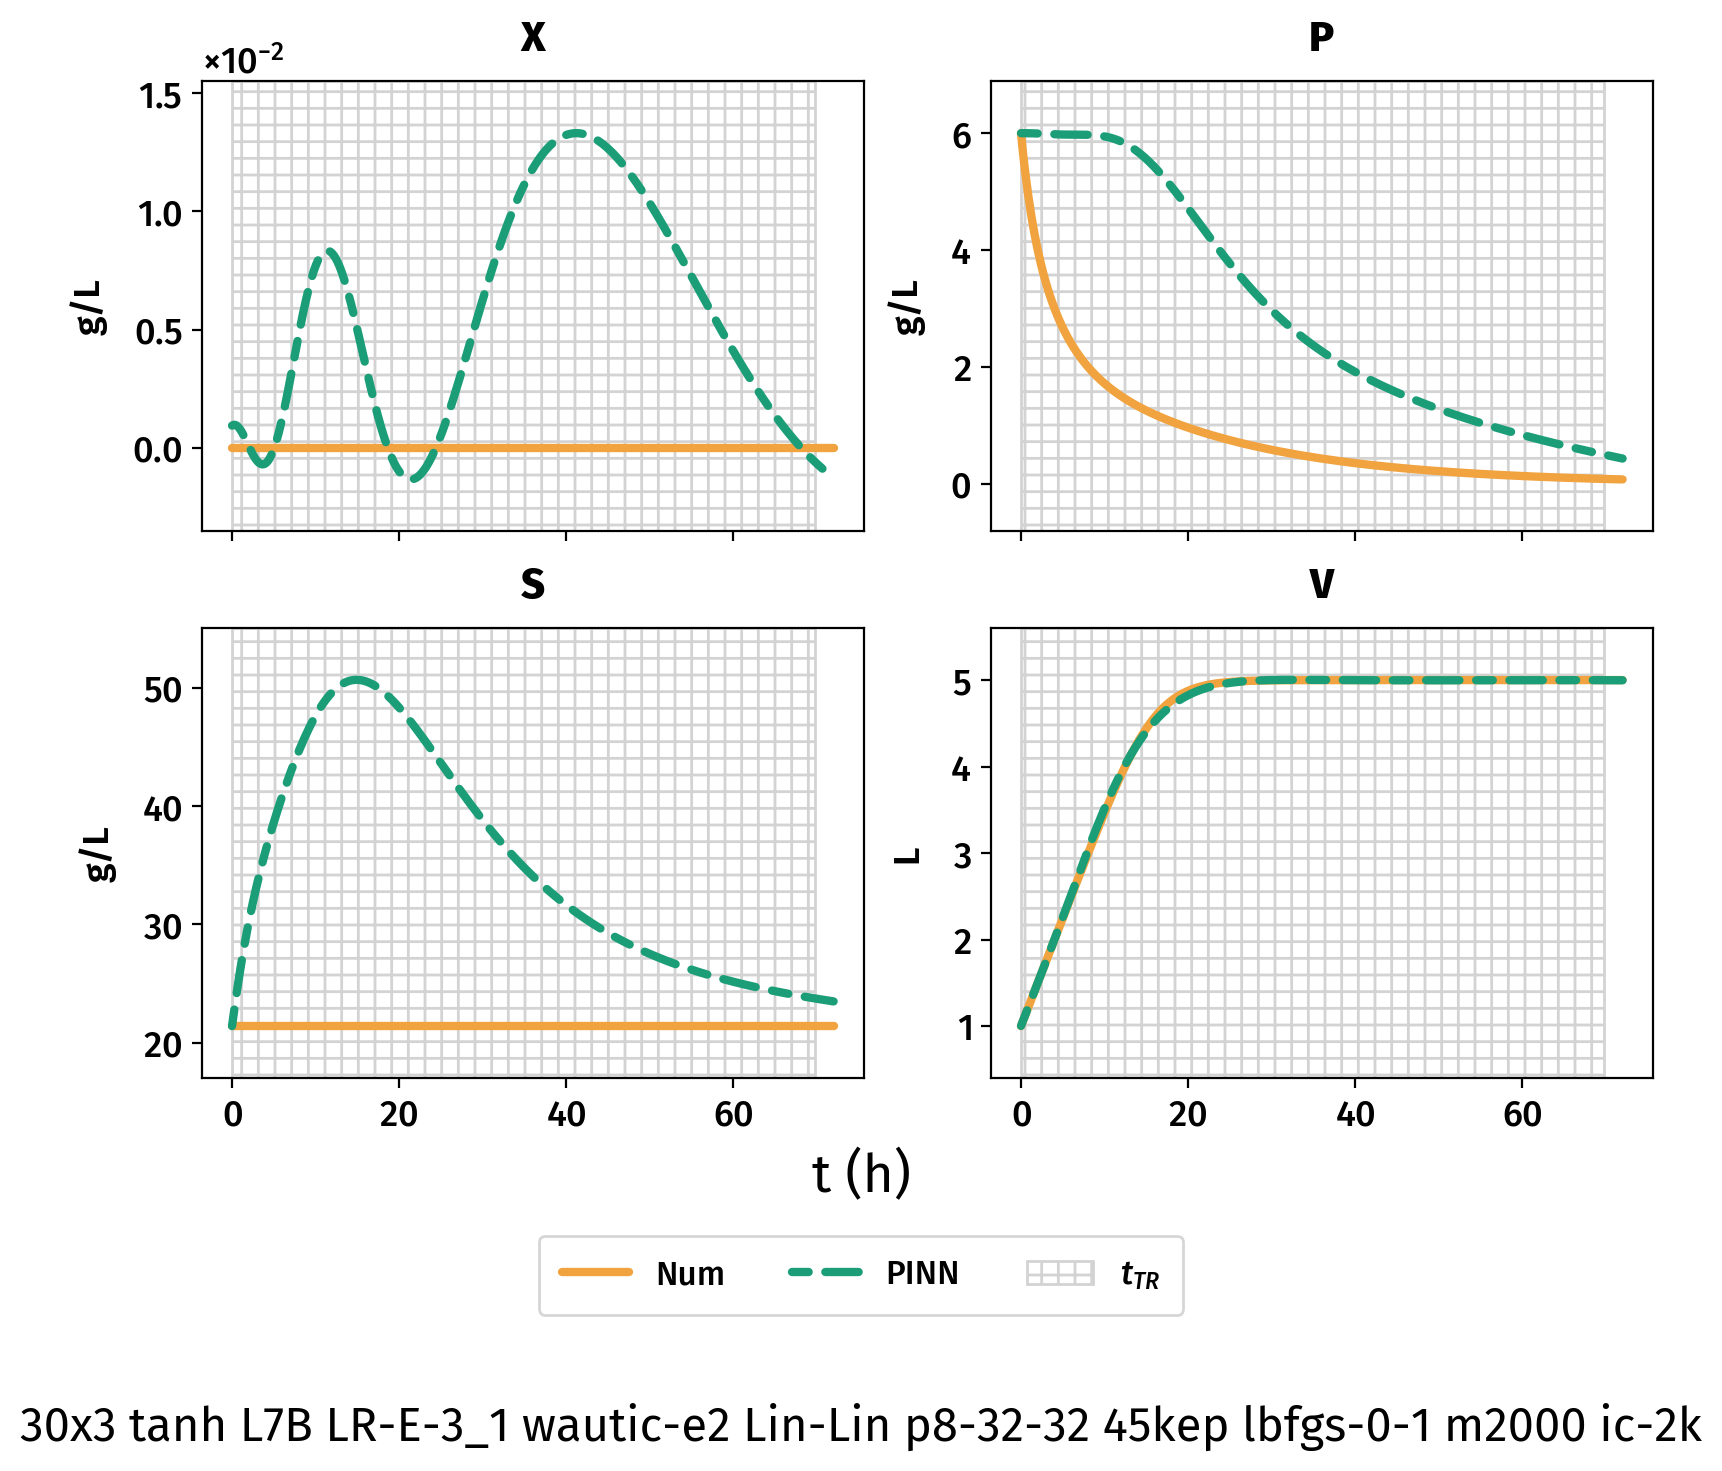 X
P
×10⁻²
1.5
1.0
0.5
0.0
g/L
6
4
2
0
g/L
S
V
50
40
30
20
g/L
5
4
3
2
1
L
0 20 40 60
0 20 40 60
t (h)
Num PINN t_TR
30x3 tanh L7B LR-E-3_1 wautic-e2 Lin-Lin p8-32-32 45kep lbfgs-0-1 m2000 ic-2k